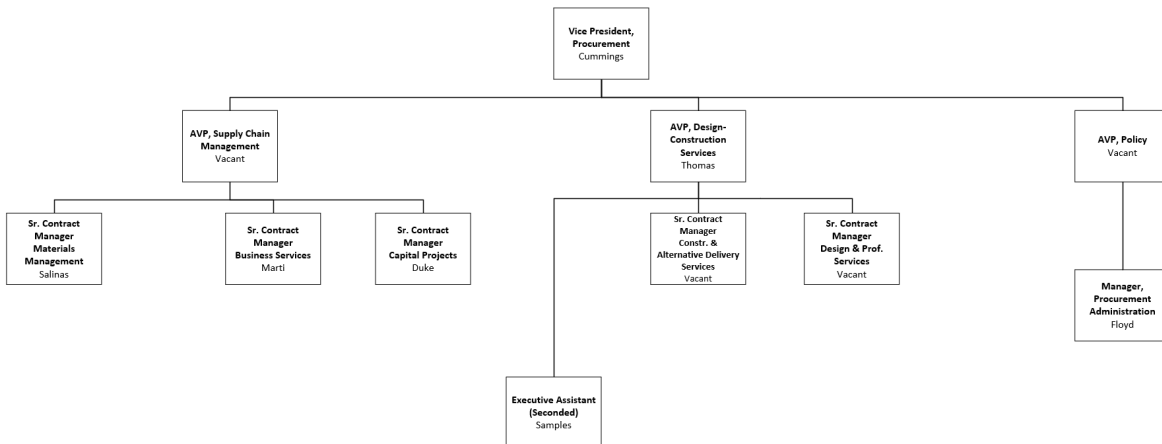 Vice President,
Procurement
Cummings
AVP, Supply Chain
Management
Vacant
AVP, Design-
Construction
Services
Thomas
AVP, Policy
Vacant
Sr. Contract
Manager
Materials
Management
Salinas
Sr. Contract
Manager
Business Services
Marti
Sr. Contract
Manager
Capital Projects
Duke
Sr. Contract
Manager
Constr. &
Alternative Delivery
Services
Vacant
Sr. Contract
Manager
Design & Prof.
Services
Vacant
Manager,
Procurement
Administration
Floyd
Executive Assistant
(Seconded)
Samples